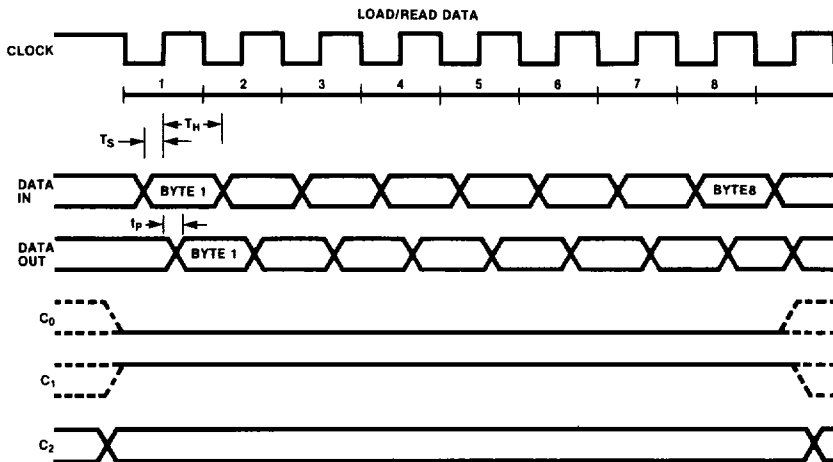 LOAD/READ DATA
CLOCK
1 2 3 4 5 6 7 8
TS TH
DATA IN
BYTE 1 BYTE8
tP
DATA OUT
BYTE 1
C0
C1
C2